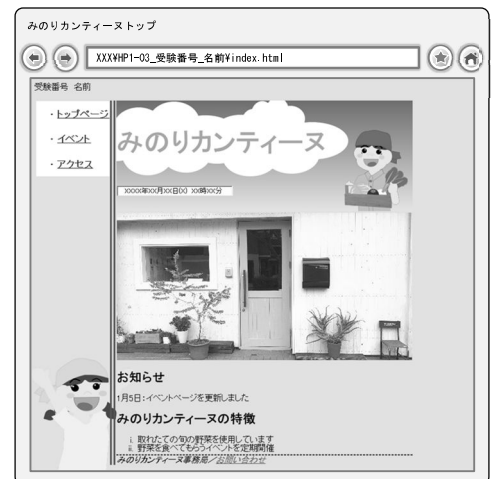 みのりカンティーヌトップ
XXX¥HP1-03_受験番号_名前¥index.html
受験番号 名前
・トップページ
・イベント
・アクセス
みのりカンティーヌ
xxxx年xx月xx日(x) xx時xx分
お知らせ
1月5日:イベントページを更新しました
みのりカンティーヌの特徴
i. 取れたての旬の野菜を使用しています
ii. 野菜を食べてもらうイベントを定期開催
みのりカンティーヌ事務局/お問い合わせ